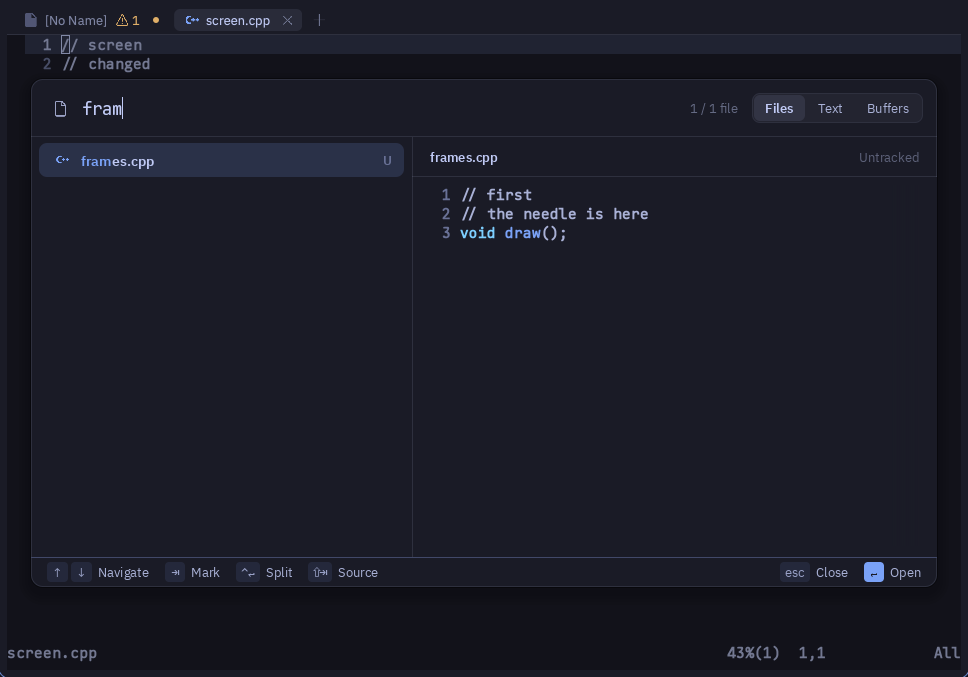 [No Name] 1 ● C++ screen.cpp
1 // screen
2 // changed
fram 1 / 1 file Files Text Buffers
C++ frames.cpp U
frames.cpp Untracked
1 // first
2 // the needle is here
3 void draw();
↑ ↓ Navigate ⇥ Mark ^↵ Split ⇧⇥ Source esc Close ↵ Open
screen.cpp 43%(1) 1,1 All